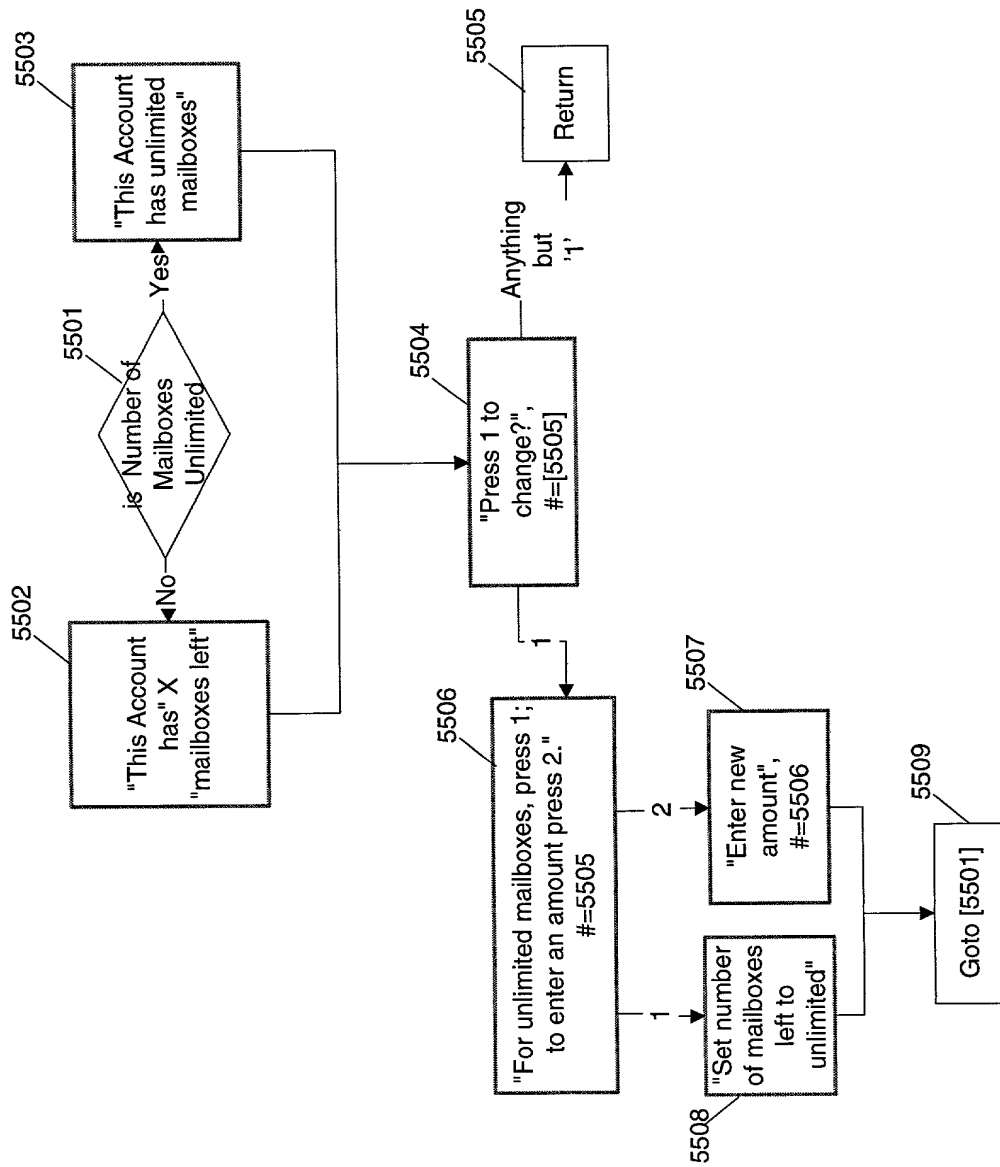 5501
is Number of
Mailboxes
Unlimited
No
Yes
5502
"This Account
has" X
"mailboxes left"
5503
"This Account
has unlimited
mailboxes"
5504
"Press 1 to
change?",
#=[5505]
Anything
but
'1'
5505
Return
1
5506
"For unlimited mailboxes, press 1;
to enter an amount press 2."
#=5505
1
2
5508
"Set number
of mailboxes
left to
unlimited"
5507
"Enter new
amount",
#=5506
5509
Goto [5501]